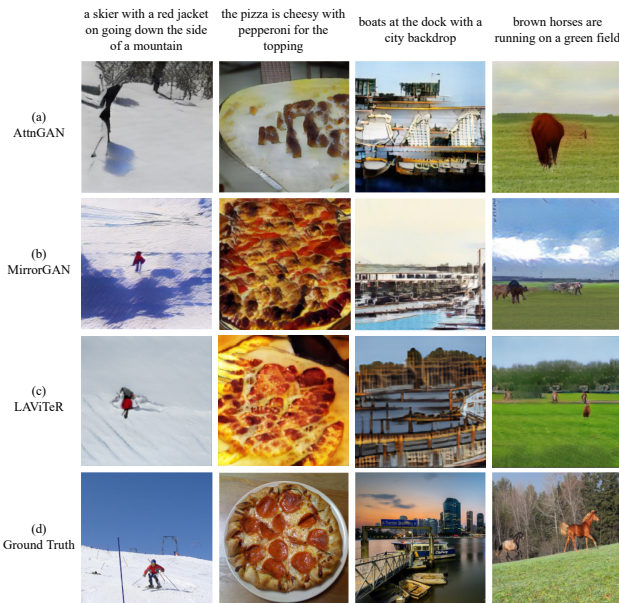 a skier with a red jacket
on going down the side
of a mountain
the pizza is cheesy with
pepperoni for the
topping
boats at the dock with a
city backdrop
brown horses are
running on a green field
(a)
AttnGAN
(b)
MirrorGAN
(c)
LAViTeR
(d)
Ground Truth